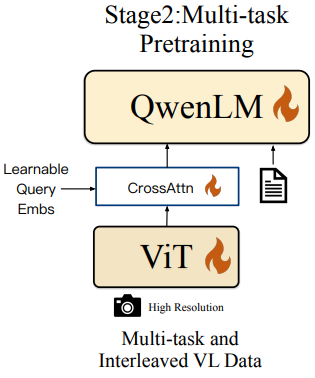 Stage2:Multi-task
Pretraining
QwenLM
Learnable
Query
Embs
CrossAttn
ViT
High Resolution
Multi-task and
Interleaved VL Data